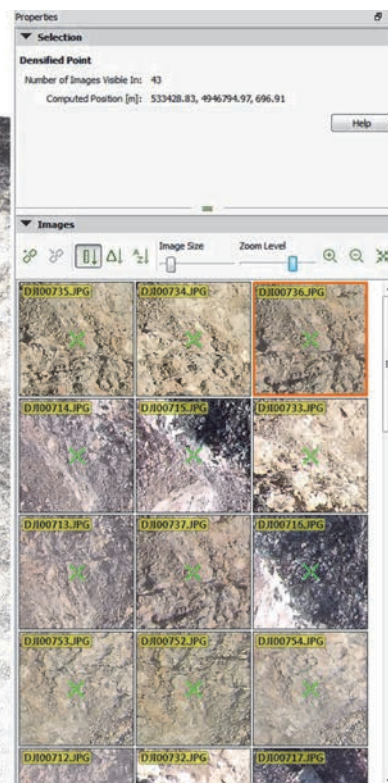 Properties
Selection
Densified Point
Number of Images Visible In: 43
Computed Position [m]: 533428.83, 4946794.97, 696.91
Help
Images
Image Size Zoom Level
DJI00735.JPG DJI00734.JPG DJI00736.JPG
DJI00714.JPG DJI00715.JPG DJI00733.JPG
DJI00713.JPG DJI00737.JPG DJI00716.JPG
DJI00753.JPG DJI00752.JPG DJI00754.JPG
DJI00712.JPG DJI00732.JPG DJI00717.JPG